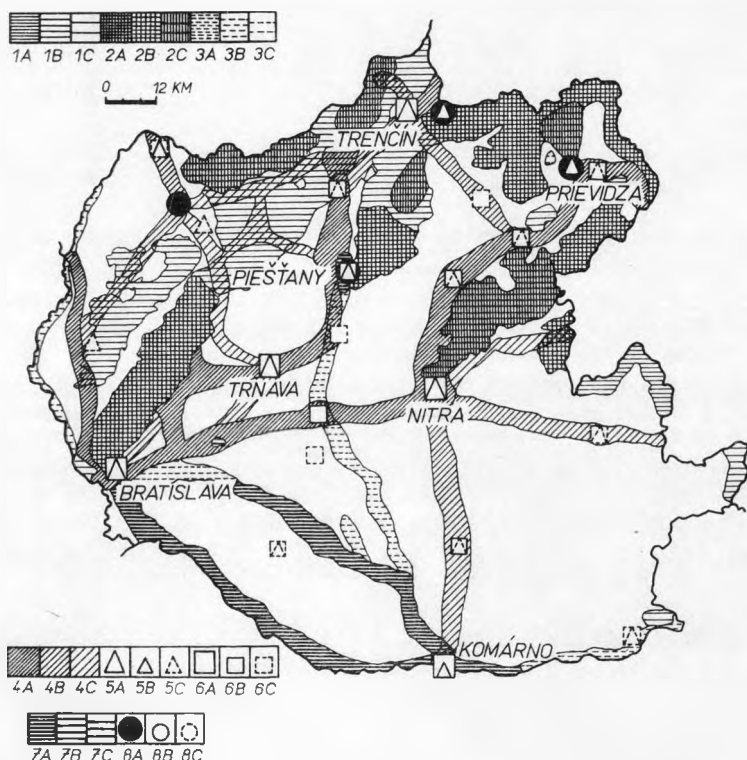 1A 1B 1C 2A 2B 2C 3A 3B 3C
0 12 KM
TRENČÍN
PRIEVIDZA
PIEŠŤANY
TRNAVA
NITRA
BRATISLAVA
KOMÁRNO
4A 4B 4C 5A 5B 5C 6A 6B 6C
7A 7B 7C 8A 8B 8C